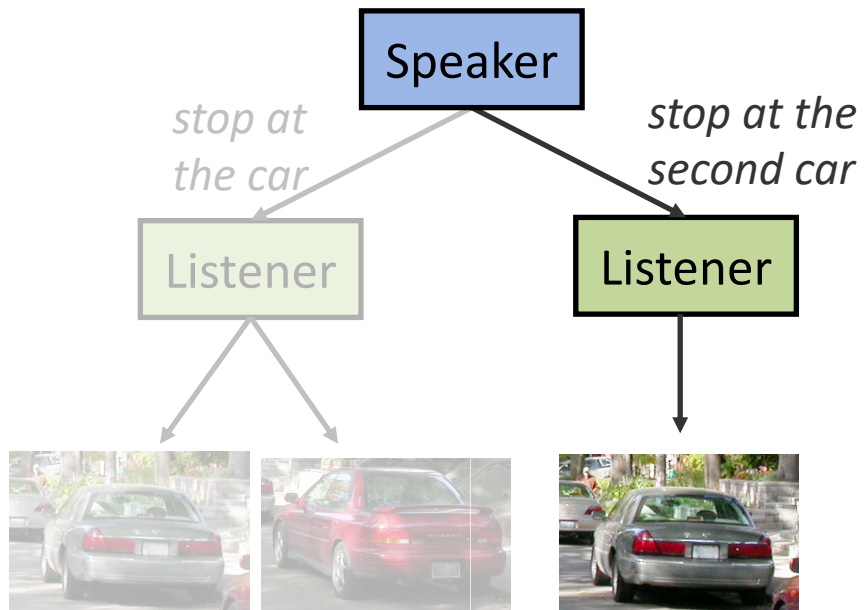 Speaker
stop at
the car
stop at the
second car
Listener
Listener